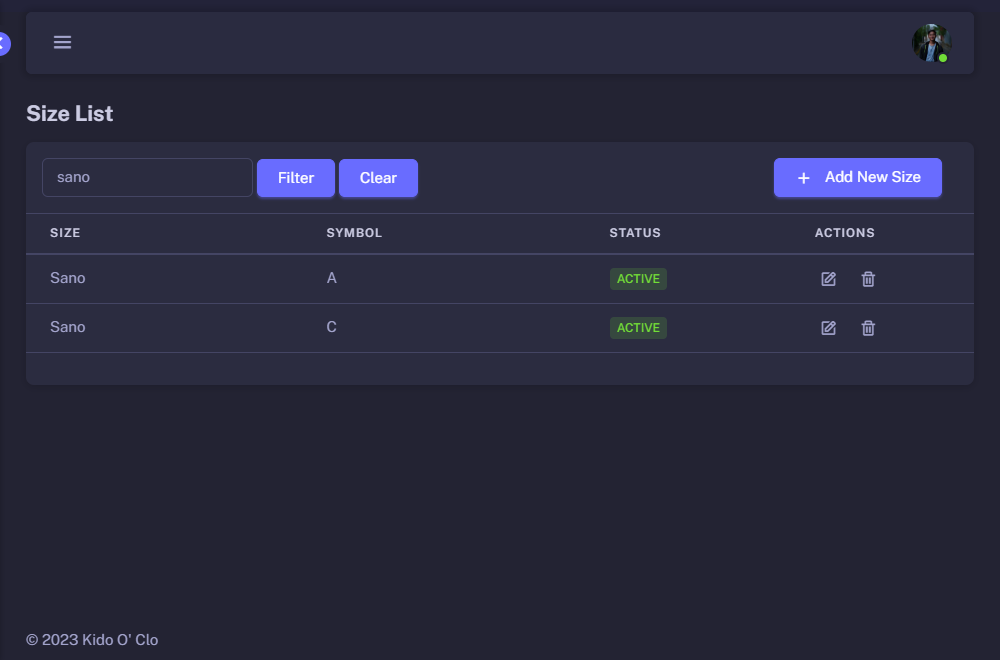 Size List
sano Filter Clear + Add New Size
SIZE SYMBOL STATUS ACTIONS
Sano A ACTIVE
Sano C ACTIVE
© 2023 Kido O' Clo